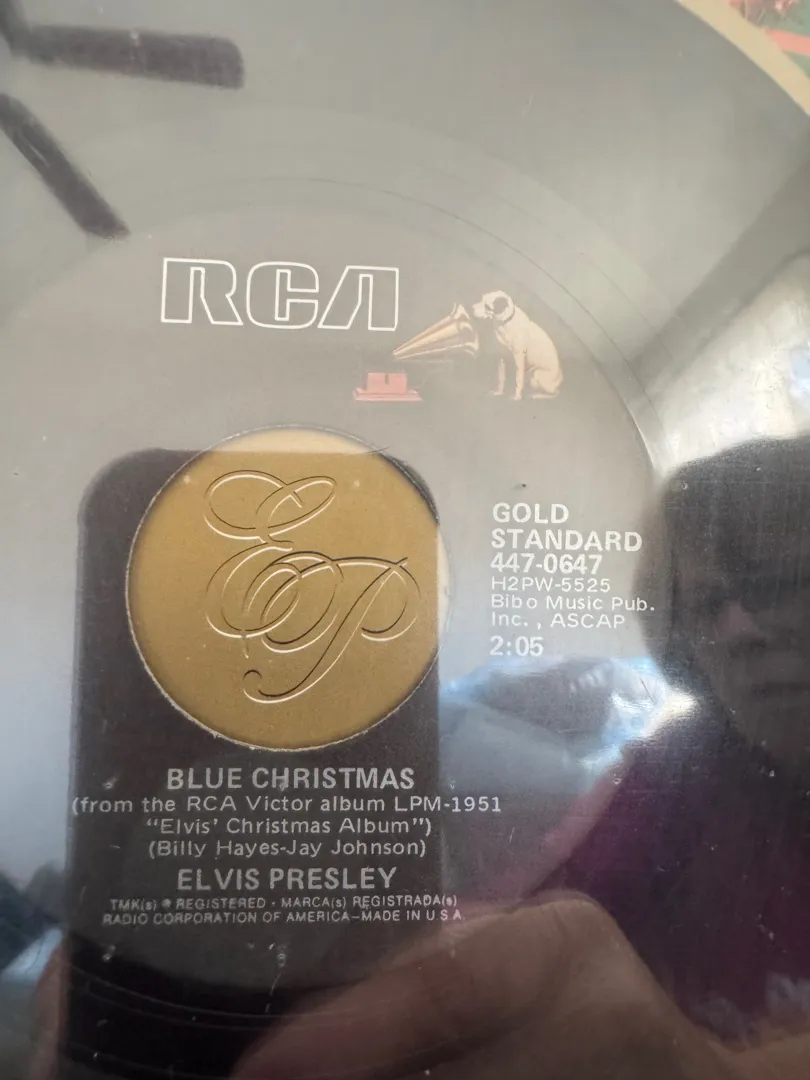 RCA
GOLD
STANDARD
447-0647
H2PW-5525
Bibo Music Pub.
Inc., ASCAP
2:05
EP
BLUE CHRISTMAS
(from the RCA Victor album LPM-1951
“Elvis’ Christmas Album”)
(Billy Hayes-Jay Johnson)
ELVIS PRESLEY
TMK(s) ® REGISTERED · MARCA(s) REGISTRADA(s)
RADIO CORPORATION OF AMERICA—MADE IN U.S.A.